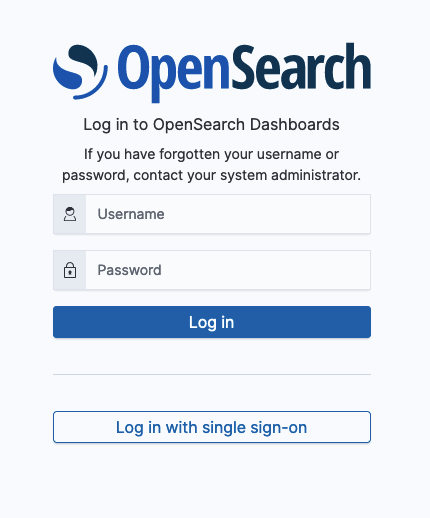 OpenSearch
Log in to OpenSearch Dashboards
If you have forgotten your username or
password, contact your system administrator.
Username
Password
Log in
Log in with single sign-on